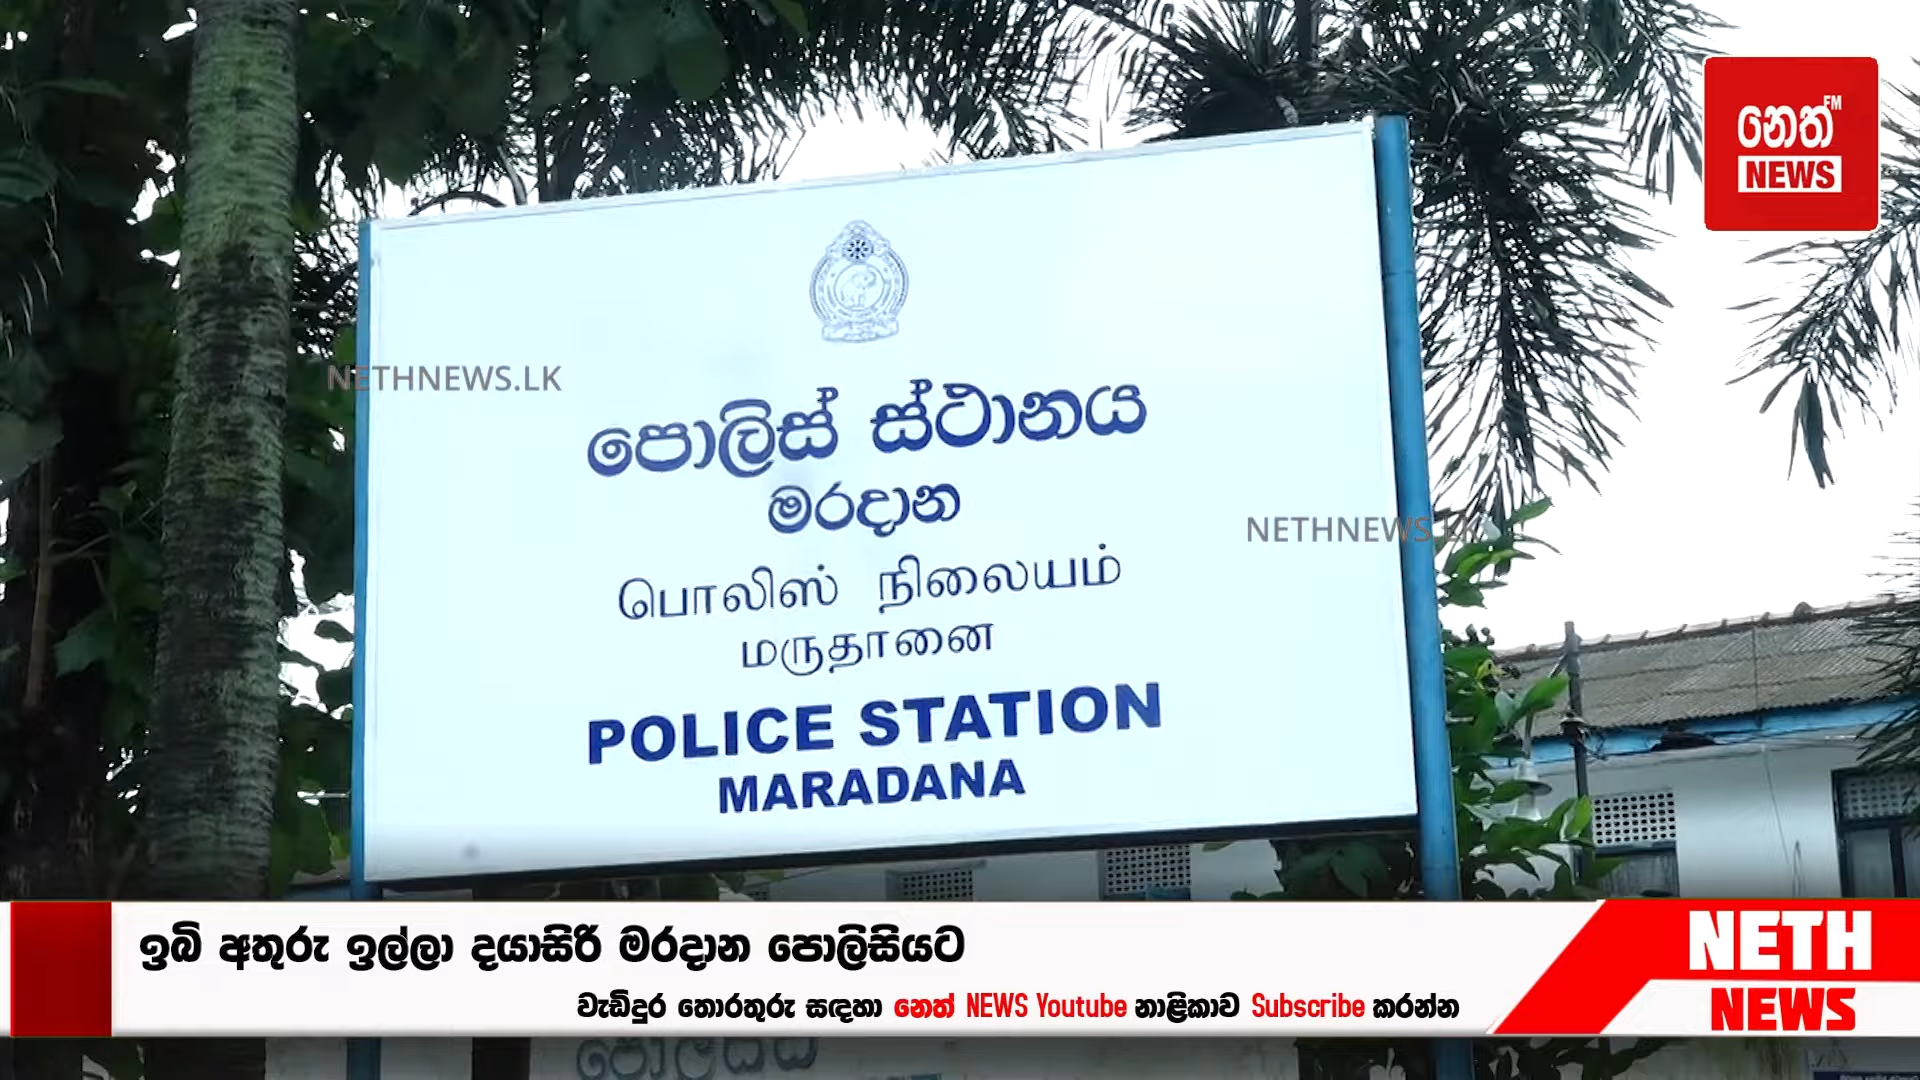 නෙත් FM
NEWS
NETHNEWS.LK
පොලිස් ස්ථානය
මරදාන
NETHNEWS.LK
பொலிஸ் நிலையம்
மருதானை
POLICE STATION
MARADANA
ඉබි අතුරු ඉල්ලා දයාසිරි මරදාන පොලිසියට
වැඩිදුර තොරතුරු සඳහා නෙත් NEWS Youtube නාළිකාව Subscribe කරන්න
NETH
NEWS